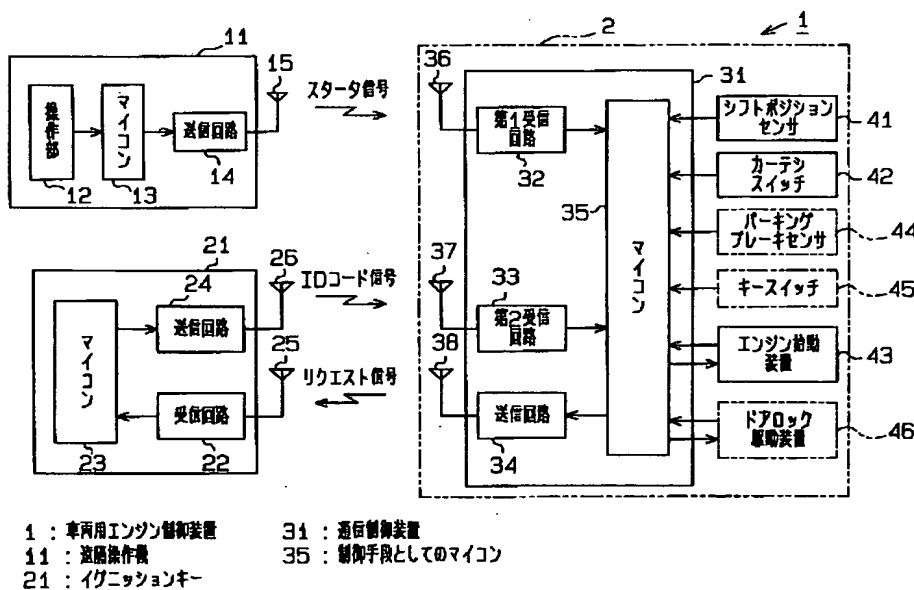 11
15
スタータ信号
操作部
マイコン
送信回路
12
13
14
21
24
26
IDコード信号
マイコン
送信回路
25
リクエスト信号
受信回路
23
22
2
1
36
31
第1受信
回路
32
35
マイコン
37
33
第2受信
回路
38
送信回路
34
シフトポジション
センサ
41
カーテシ
スイッチ
42
パーキング
ブレーキセンサ
44
キースイッチ
45
エンジン始動
装置
43
ドアロック
駆動装置
46
1 : 車両用エンジン制御装置
11 : 遠隔操作機
21 : イグニッションキー
31 : 通信制御装置
35 : 制御手段としてのマイコン